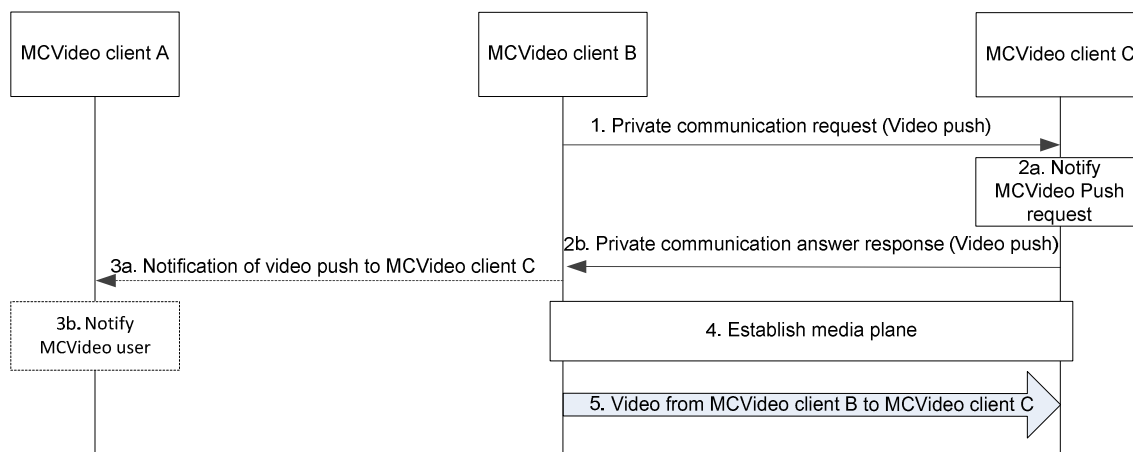 MCVideo client A
MCVideo client B
MCVideo client C
1. Private communication request (Video push)
2a. Notify
MCVideo Push
request
2b. Private communication answer response (Video push)
3a. Notification of video push to MCVideo client C
3b. Notify
MCVideo user
4. Establish media plane
5. Video from MCVideo client B to MCVideo client C